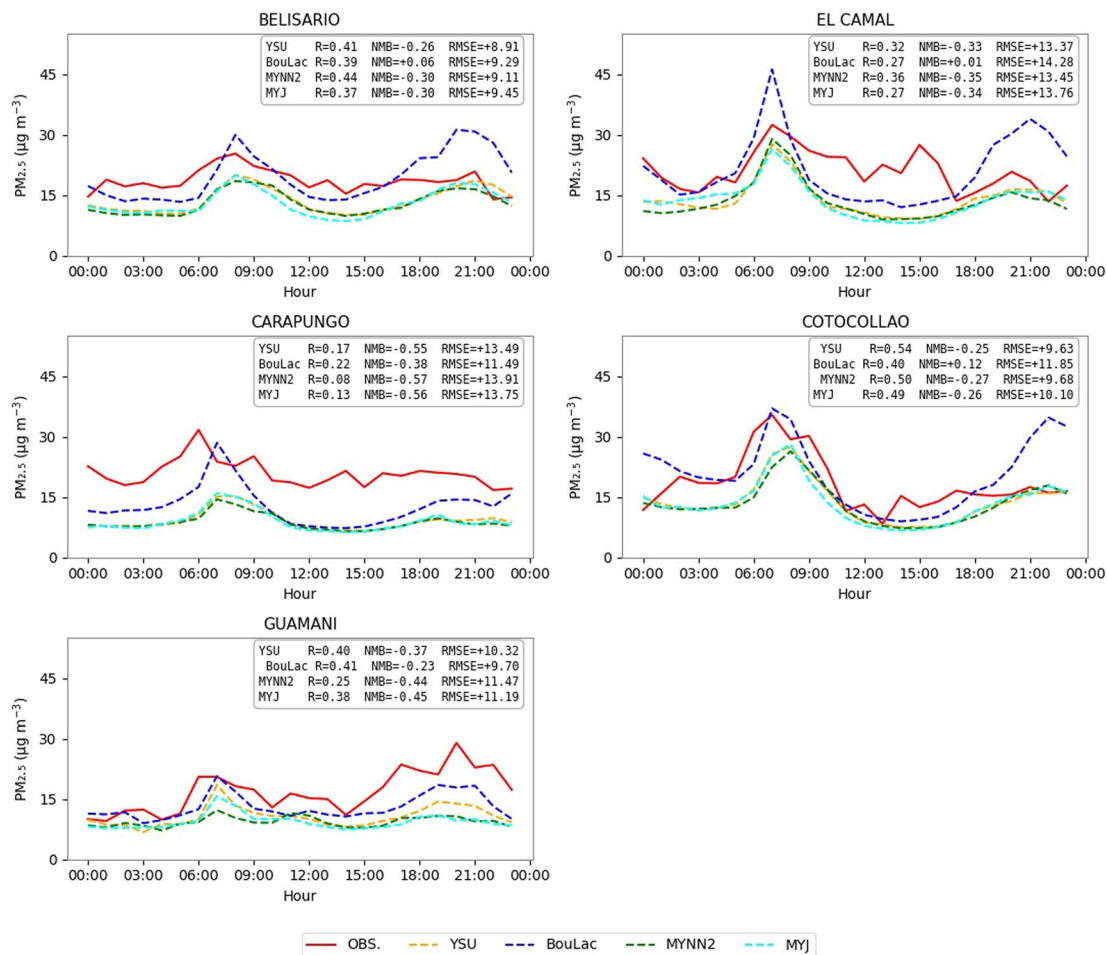 BELISARIO
YSU R=0.41 NMB=-0.26 RMSE=+8.91
BouLac R=0.39 NMB=+0.06 RMSE=+9.29
MYNN2 R=0.44 NMB=-0.30 RMSE=+9.11
MYJ R=0.37 NMB=-0.30 RMSE=+9.45
PM₂.₅ (µg m⁻³)
45
30
15
0
00:00 03:00 06:00 09:00 12:00 15:00 18:00 21:00 00:00
Hour
EL CAMAL
YSU R=0.32 NMB=-0.33 RMSE=+13.37
BouLac R=0.27 NMB=+0.01 RMSE=+14.28
MYNN2 R=0.36 NMB=-0.35 RMSE=+13.45
MYJ R=0.27 NMB=-0.34 RMSE=+13.76
PM₂.₅ (µg m⁻³)
45
30
15
0
00:00 03:00 06:00 09:00 12:00 15:00 18:00 21:00 00:00
Hour
CARAPUNGO
YSU R=0.17 NMB=-0.55 RMSE=+13.49
BouLac R=0.22 NMB=-0.38 RMSE=+11.49
MYNN2 R=0.08 NMB=-0.57 RMSE=+13.91
MYJ R=0.13 NMB=-0.56 RMSE=+13.75
PM₂.₅ (µg m⁻³)
45
30
15
0
00:00 03:00 06:00 09:00 12:00 15:00 18:00 21:00 00:00
Hour
COTOCOLLAO
YSU R=0.54 NMB=-0.25 RMSE=+9.63
BouLac R=0.40 NMB=+0.12 RMSE=+11.85
MYNN2 R=0.50 NMB=-0.27 RMSE=+9.68
MYJ R=0.49 NMB=-0.26 RMSE=+10.10
PM₂.₅ (µg m⁻³)
45
30
15
0
00:00 03:00 06:00 09:00 12:00 15:00 18:00 21:00 00:00
Hour
GUAMANI
YSU R=0.40 NMB=-0.37 RMSE=+10.32
BouLac R=0.41 NMB=-0.23 RMSE=+9.70
MYNN2 R=0.25 NMB=-0.44 RMSE=+11.47
MYJ R=0.38 NMB=-0.45 RMSE=+11.19
PM₂.₅ (µg m⁻³)
45
30
15
0
00:00 03:00 06:00 09:00 12:00 15:00 18:00 21:00 00:00
Hour
OBS. YSU BouLac MYNN2 MYJ